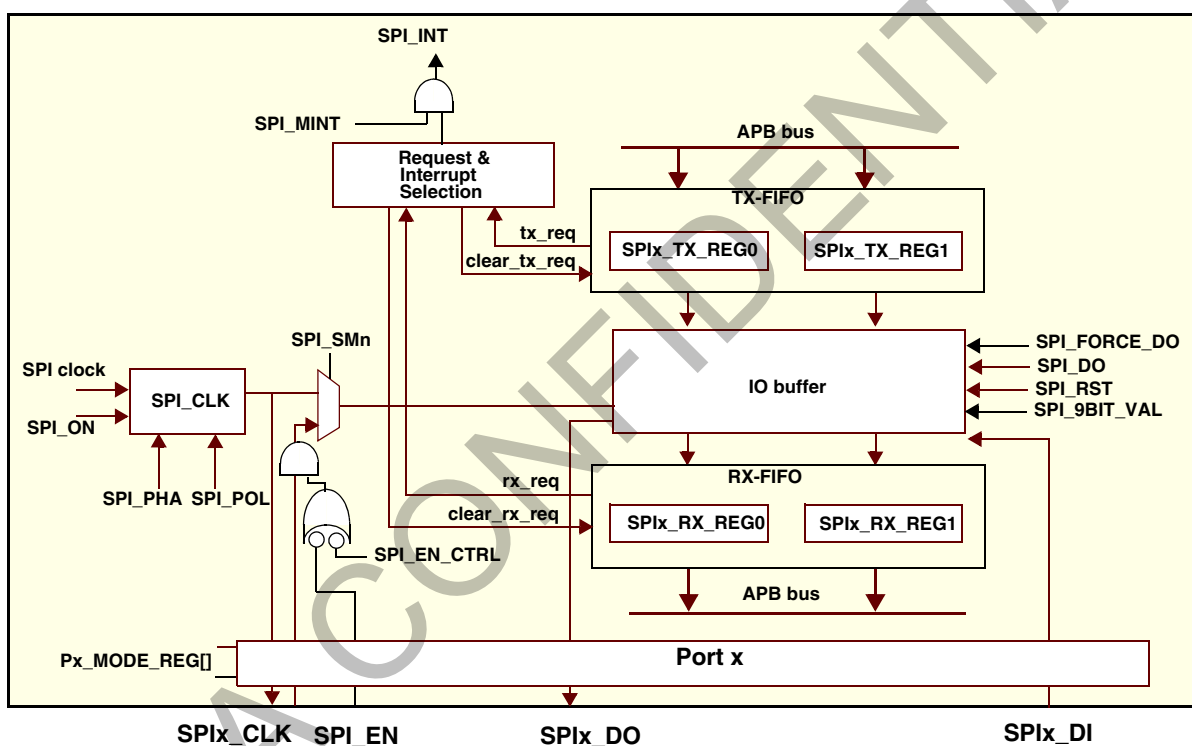 SPI_INT
SPI_MINT
APB bus
Request &
Interrupt
Selection
TX-FIFO
tx_req
SPIx_TX_REG0
SPIx_TX_REG1
clear_tx_req
SPI_SMn
SPI_FORCE_DO
SPI clock
SPI_DO
IO buffer
SPI_CLK
SPI_RST
SPI_ON
SPI_9BIT_VAL
RX-FIFO
SPI_PHA
SPI_POL
rx_req
clear_rx_req
SPIx_RX_REG0
SPIx_RX_REG1
SPI_EN_CTRL
APB bus
Port x
Px_MODE_REG[]
SPIx_CLK
SPI_EN
SPIx_DO
SPIx_DI
A CONFIDENTI